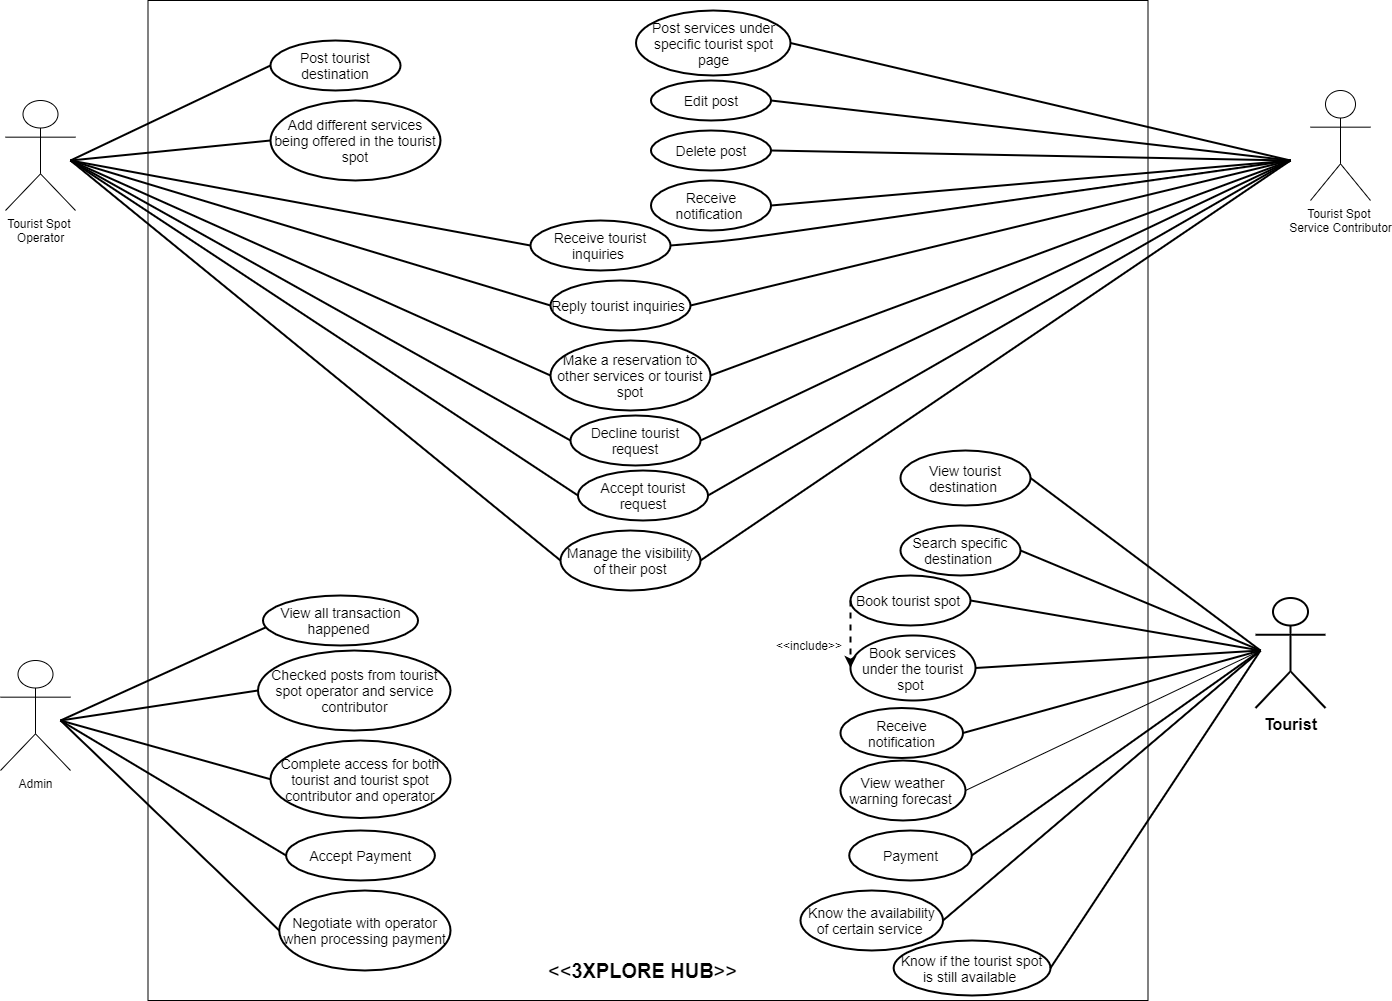 Post tourist
destination
Add different services
being offered in the tourist
spot
Tourist Spot
Operator
Post services under
specific tourist spot
page
Edit post
Delete post
Receive
notification
Tourist Spot
Service Contributor
Receive tourist
inquiries
Reply tourist inquiries
Make a reservation to
other services or tourist
spot
Decline tourist
request
Accept tourist
request
Manage the visibility
of their post
View tourist
destination
Search specific
destination
Book tourist spot
<<include>>
Book services
under the tourist
spot
Receive
notification
View weather
warning forecast
Payment
Know the availability
of certain service
Know if the tourist spot
is still available
Tourist
View all transaction
happened
Checked posts from tourist
spot operator and service
contributor
Complete access for both
tourist and tourist spot
contributor and operator
Accept Payment
Negotiate with operator
when processing payment
Admin
<<3XPLORE HUB>>